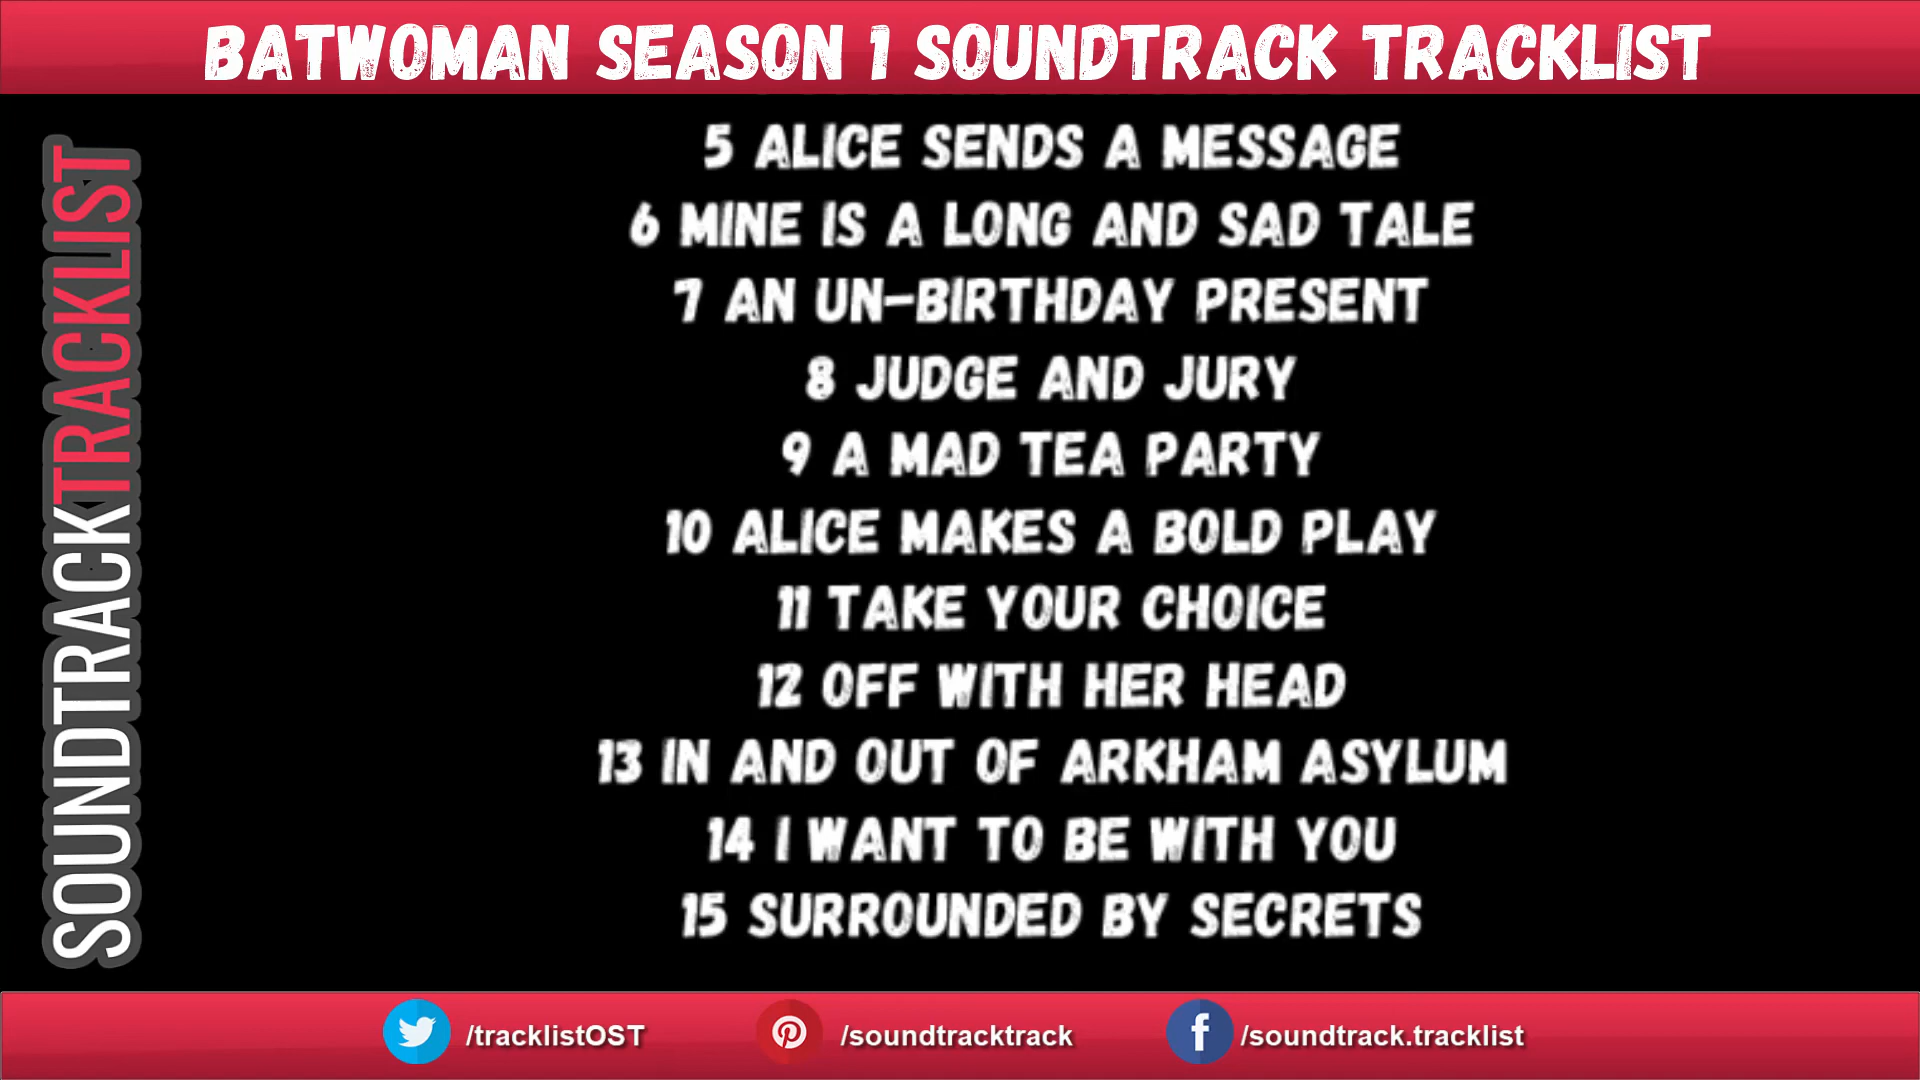 BATWOMAN SEASON 1 SOUNDTRACK TRACKLIST
SOUNDTRACKTRACKLIST
5 ALICE SENDS A MESSAGE
6 MINE IS A LONG AND SAD TALE
7 AN UN-BIRTHDAY PRESENT
8 JUDGE AND JURY
9 A MAD TEA PARTY
10 ALICE MAKES A BOLD PLAY
11 TAKE YOUR CHOICE
12 OFF WITH HER HEAD
13 IN AND OUT OF ARKHAM ASYLUM
14 I WANT TO BE WITH YOU
15 SURROUNDED BY SECRETS
/tracklistOST /soundtracktrack /soundtrack.tracklist